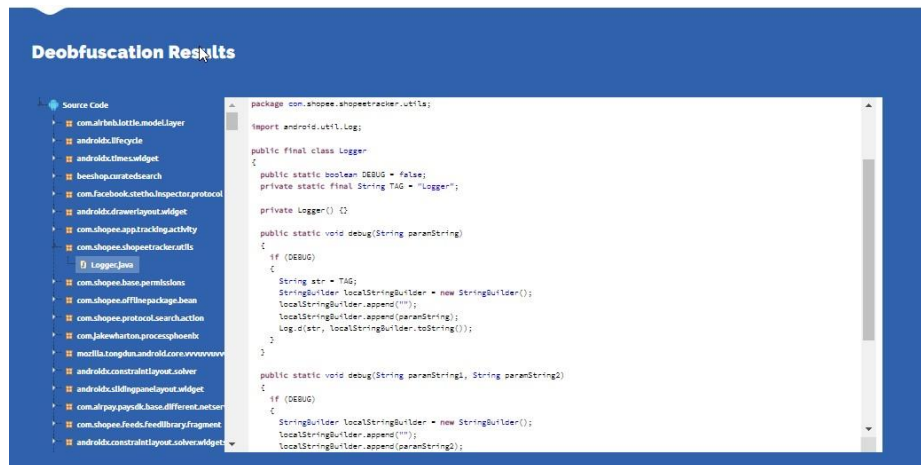 Deobfuscation Results
Source Code
com.airbnb.lottie.model.layer
androidx.lifecycle
androidx.times.widget
beeshop.curatedsearch
com.facebook.stetho.inspector.protocol
androidx.drawerlayout.widget
com.shopee.app.tracking.activity
com.shopee.shopeetracker.utils
Logger.java
com.shopee.base.permissions
com.shopee.offlinepackage.bean
com.shopee.protocol.search.action
com.jakewharton.processphoenix
androidx.constraintlayout.solver
androidx.slidingpanelayout.widget
com.airpay.paysdk.base.different.netser
com.shopee.feeds.feedlibrary.fragment
androidx.constraintlayout.solver.widgets
package com.shopee.shopeetracker.utils;
import android.util.Log;
public final class Logger
{
public static boolean DEBUG = false;
private static final String TAG = "Logger";
private Logger() {}
public static void debug(String paramString)
{
if (DEBUG)
{
String str = TAG;
StringBuilder localStringBuilder = new StringBuilder();
localStringBuilder.append("");
localStringBuilder.append(paramString);
Log.d(str, localStringBuilder.toString());
}
}
public static void debug(String paramString1, String paramString2)
{
if (DEBUG)
{
StringBuilder localStringBuilder = new StringBuilder();
localStringBuilder.append("");
localStringBuilder.append(paramString2);